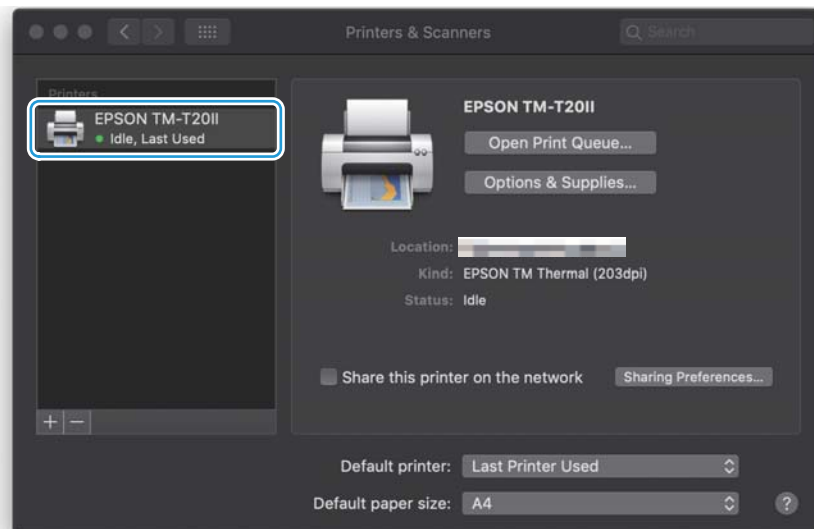 Printers & Scanners
Search
Printers
EPSON TM-T20II
Idle, Last Used
EPSON TM-T20II
Open Print Queue...
Options & Supplies...
Location:
Kind: EPSON TM Thermal (203dpi)
Status: Idle
Share this printer on the network
Sharing Preferences...
+ −
Default printer: Last Printer Used
Default paper size: A4
?